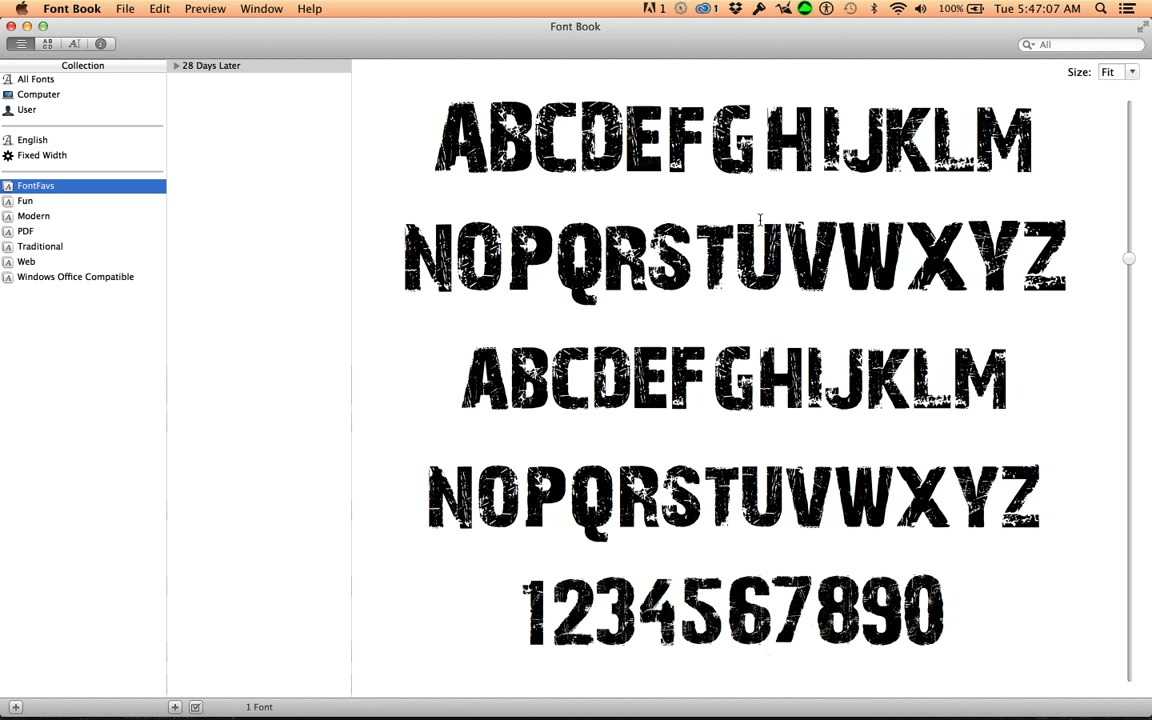 Font Book File Edit Preview Window Help 1 1 100% Tue 5:47:07 AM
Font Book
All
Collection
28 Days Later
Size: Fit
All Fonts
Computer
User
English
Fixed Width
FontFavs
Fun
Modern
PDF
Traditional
Web
Windows Office Compatible
ABCDEFGHIJKLM
NOPQRSTUVWXYZ
ABCDEFGHIJKLM
NOPQRSTUVWXYZ
1234567890
1 Font